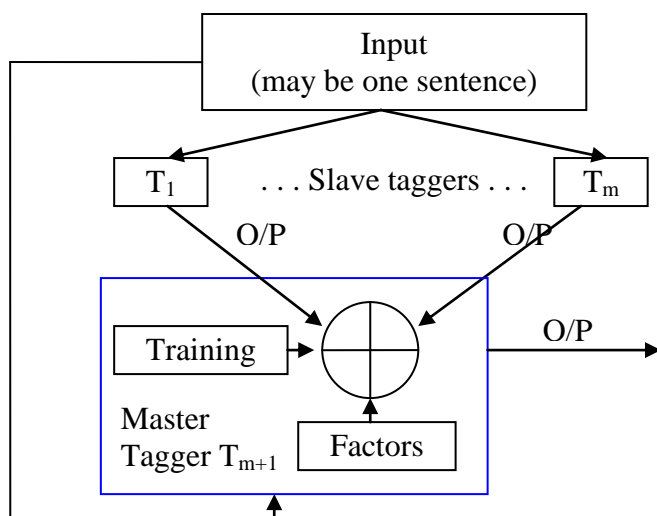 Input
(may be one sentence)
T₁ . . . Slave taggers . . . Tₘ
O/P O/P
O/P
Training
Master
Tagger Tₘ₊₁
Factors